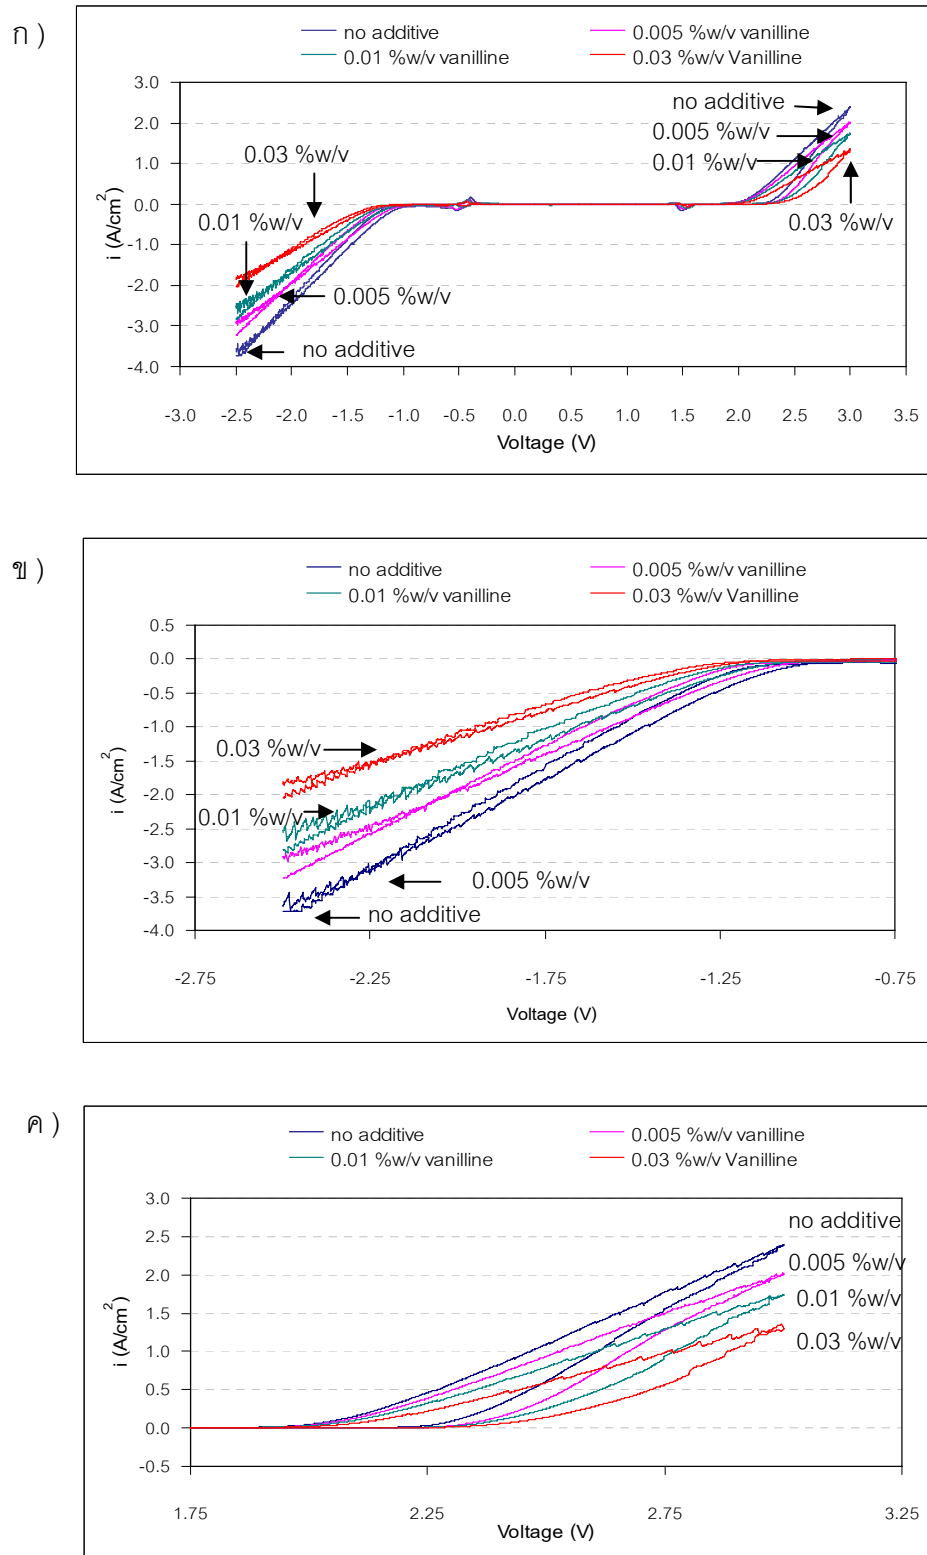 ก )
no additive 0.005 %w/v vanilline
0.01 %w/v vanilline 0.03 %w/v Vanilline
3.0
2.0
1.0
0.0
-1.0
-2.0
-3.0
-4.0
i (A/cm2)
no additive
0.005 %w/v
0.01 %w/v
0.03 %w/v
0.03 %w/v
0.01 %w/v
0.005 %w/v
no additive
-3.0 -2.5 -2.0 -1.5 -1.0 -0.5 0.0 0.5 1.0 1.5 2.0 2.5 3.0 3.5
Voltage (V)
ข )
no additive 0.005 %w/v vanilline
0.01 %w/v vanilline 0.03 %w/v Vanilline
0.5
0.0
-0.5
-1.0
-1.5
-2.0
-2.5
-3.0
-3.5
-4.0
i (A/cm2)
0.03 %w/v
0.01 %w/v
0.005 %w/v
no additive
-2.75 -2.25 -1.75 -1.25 -0.75
Voltage (V)
ค )
no additive 0.005 %w/v vanilline
0.01 %w/v vanilline 0.03 %w/v Vanilline
3.0
2.5
2.0
1.5
1.0
0.5
0.0
-0.5
i (A/cm2)
no additive
0.005 %w/v
0.01 %w/v
0.03 %w/v
1.75 2.25 2.75 3.25
Voltage (V)